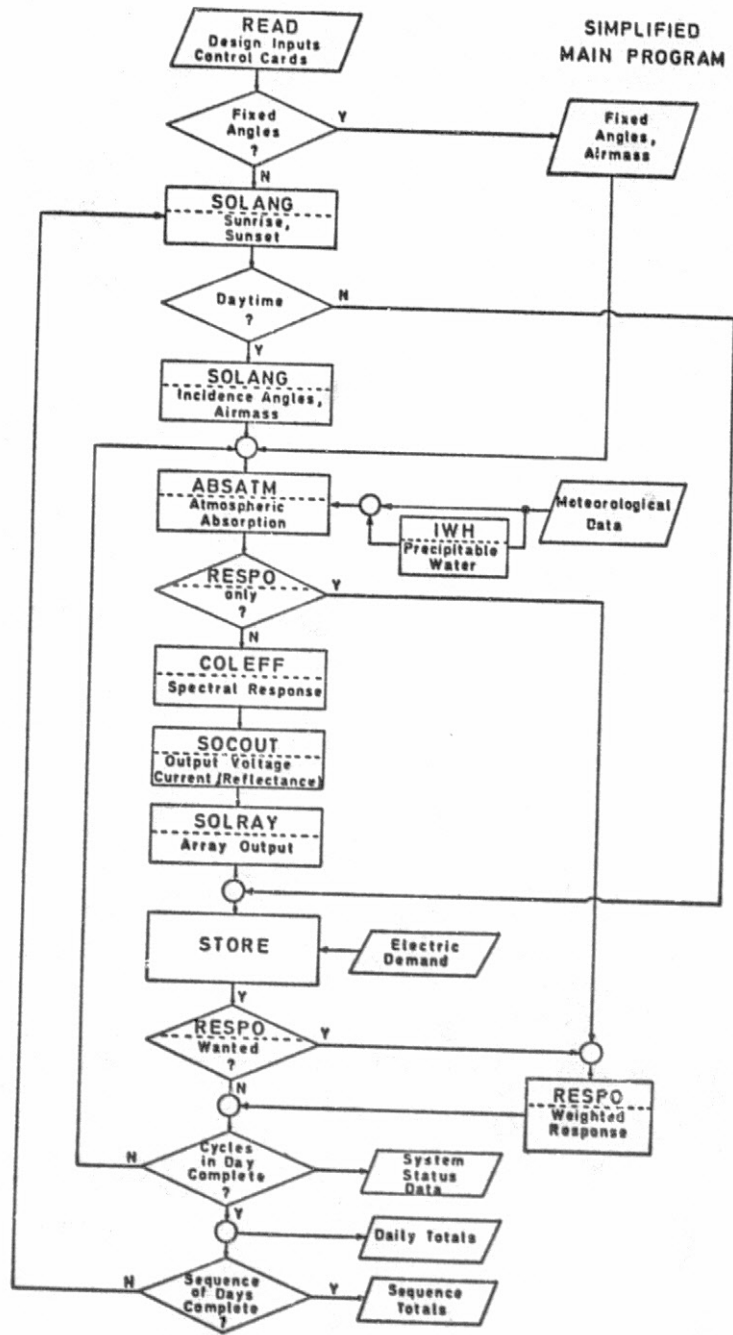 READ
Design Inputs
Control Cards
SIMPLIFIED
MAIN PROGRAM
Fixed
Angles
?
Y
N
Fixed
Angles,
Airmass
SOLANG
Sunrise,
Sunset
Daytime
?
N
Y
SOLANG
Incidence Angles,
Airmass
ABSATM
Atmospheric
Absorption
IWH
Precipitable
Water
Meteorological
Data
RESPO
only
?
Y
N
COLEFF
Spectral Response
SOCOUT
Output Voltage
Current/Reflectance)
SOLRAY
Array Output
STORE
Electric
Demand
Y
RESPO
Wanted
?
Y
N
RESPO
Weighted
Response
Cycles
in Day
Complete
?
N
Y
System
Status
Data
Daily Totals
Sequence
of Days
Complete
?
N
Y
Sequence
Totals